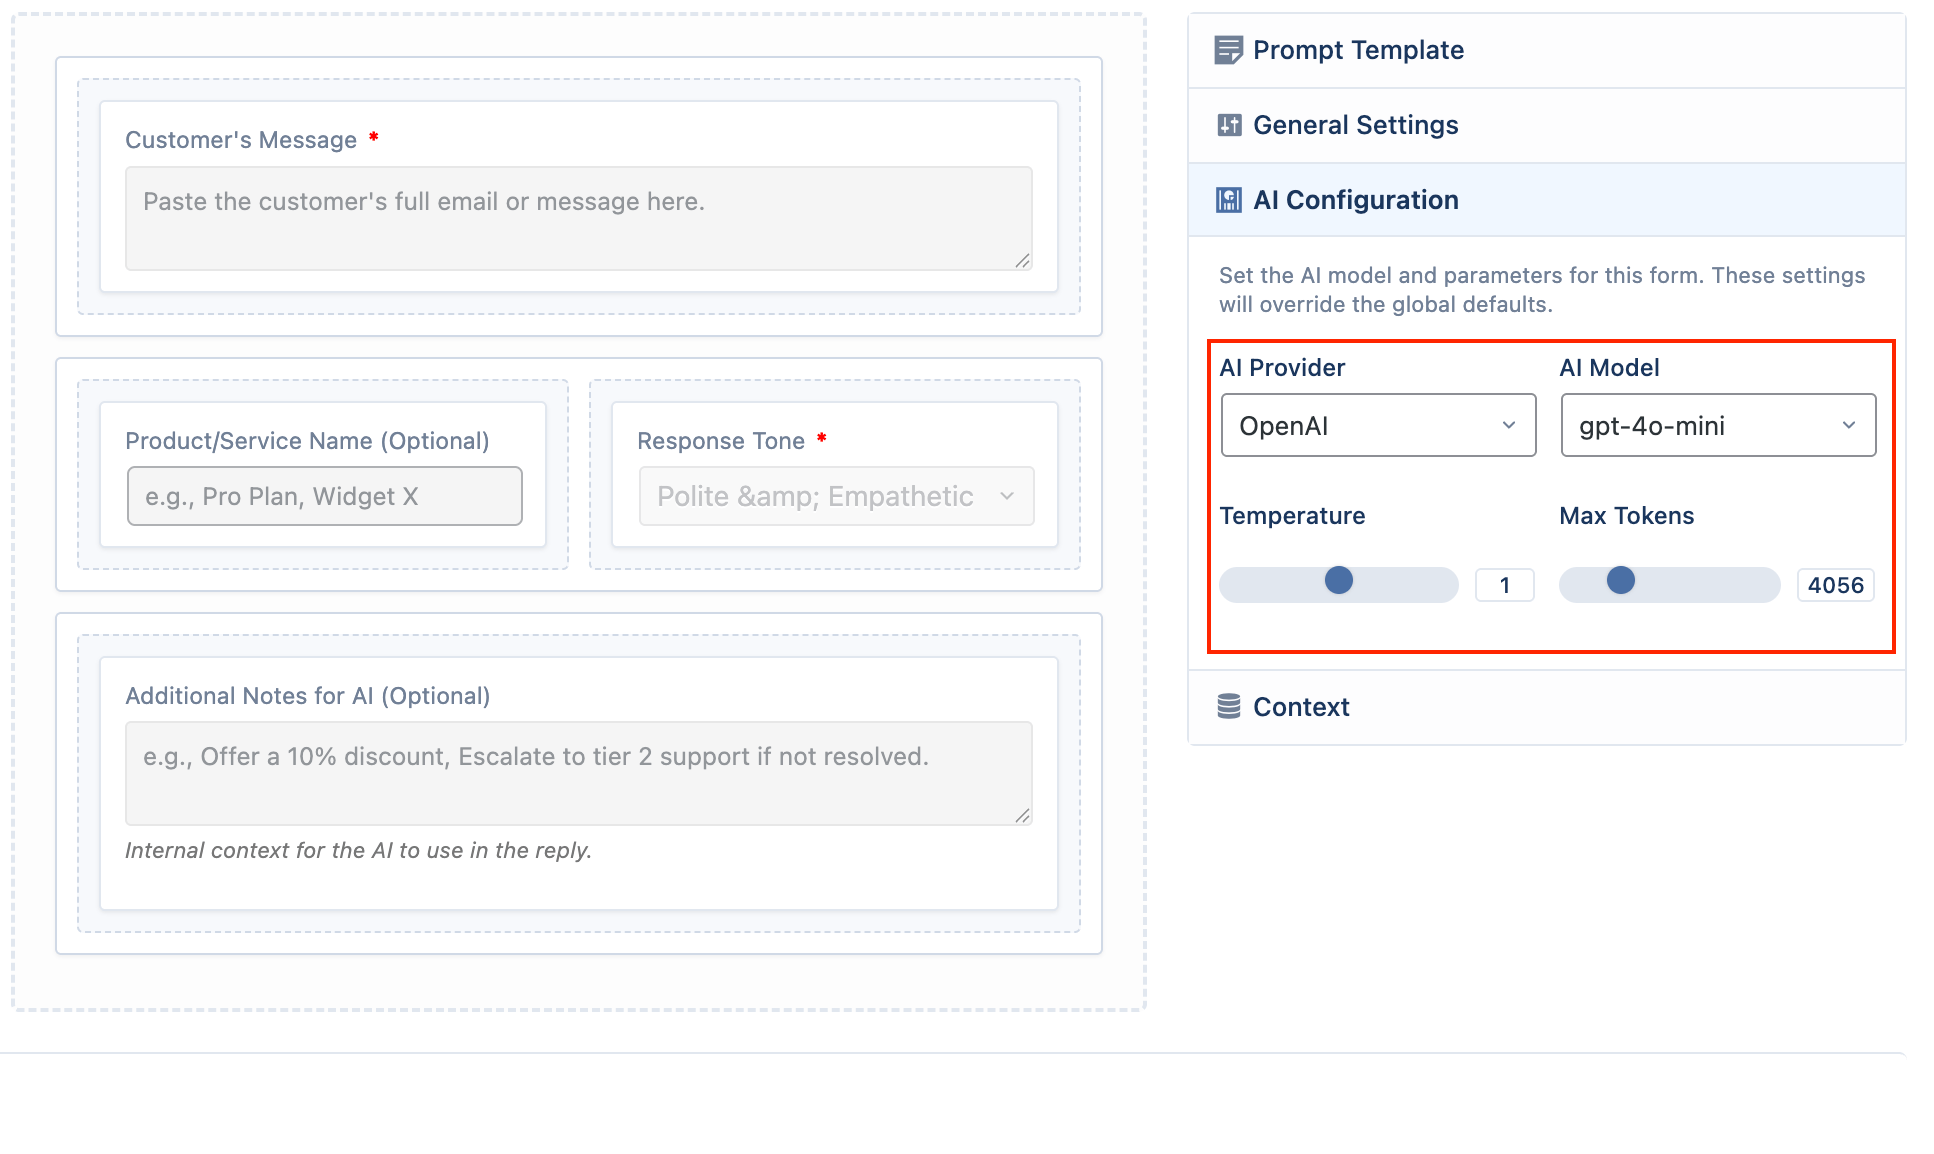 Customer's Message *
Paste the customer's full email or message here.
Product/Service Name (Optional)
e.g., Pro Plan, Widget X
Response Tone *
Polite &amp; Empathetic
Additional Notes for AI (Optional)
e.g., Offer a 10% discount, Escalate to tier 2 support if not resolved.
Internal context for the AI to use in the reply.
Prompt Template
General Settings
AI Configuration
Set the AI model and parameters for this form. These settings
will override the global defaults.
AI Provider
OpenAI
AI Model
gpt-4o-mini
Temperature
1
Max Tokens
4056
Context